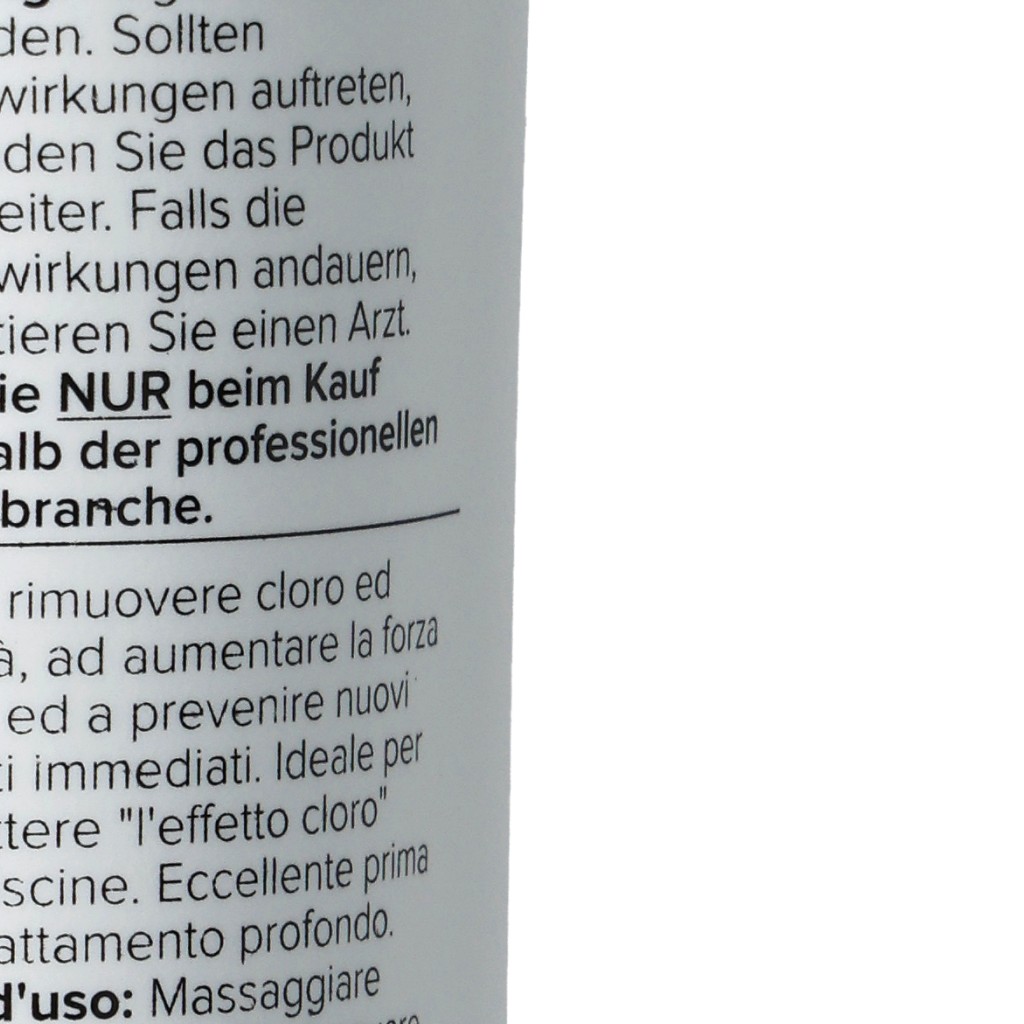 den. Sollten
wirkungen auftreten,
den Sie das Produkt
eiter. Falls die
wirkungen andauern,
tieren Sie einen Arzt.
ie NUR beim Kauf
alb der professionellen
branche.
rimuovere cloro ed
à, ad aumentare la forza
ed a prevenire nuovi
ti immediati. Ideale per
ttere "l'effetto cloro"
scine. Eccellente prima
attamento profondo.
d'uso: Massaggiare